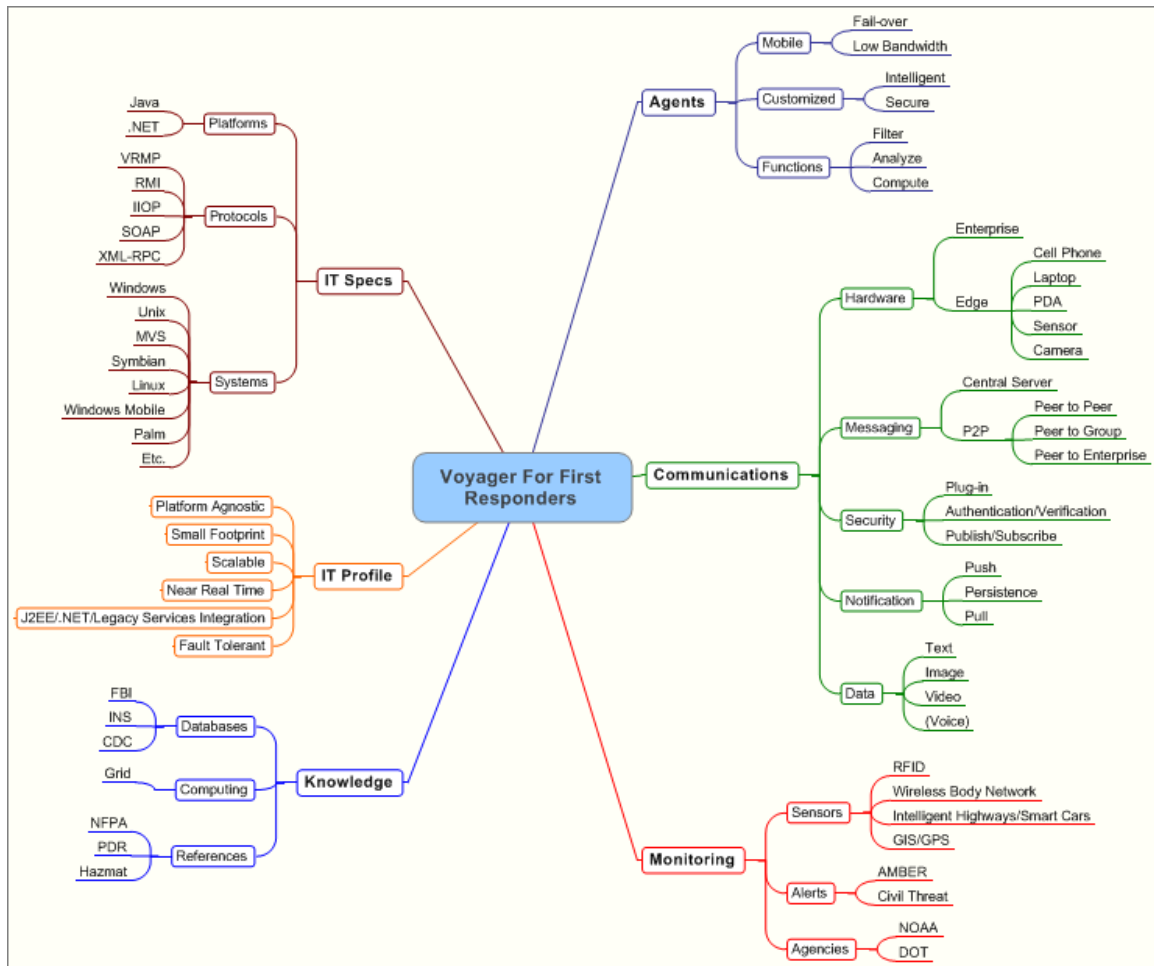 Voyager For First
Responders
Agents
Mobile
Fail-over
Low Bandwidth
Customized
Intelligent
Secure
Functions
Filter
Analyze
Compute
Communications
Hardware
Enterprise
Edge
Cell Phone
Laptop
PDA
Sensor
Camera
Messaging
Central Server
P2P
Peer to Peer
Peer to Group
Peer to Enterprise
Security
Plug-in
Authentication/Verification
Publish/Subscribe
Notification
Push
Persistence
Pull
Data
Text
Image
Video
(Voice)
Monitoring
Sensors
RFID
Wireless Body Network
Intelligent Highways/Smart Cars
GIS/GPS
Alerts
AMBER
Civil Threat
Agencies
NOAA
DOT
IT Specs
Platforms
Java
.NET
Protocols
VRMP
RMI
IIOP
SOAP
XML-RPC
Systems
Windows
Unix
MVS
Symbian
Linux
Windows Mobile
Palm
Etc.
IT Profile
Platform Agnostic
Small Footprint
Scalable
Near Real Time
J2EE/.NET/Legacy Services Integration
Fault Tolerant
Knowledge
Databases
FBI
INS
CDC
Computing
Grid
References
NFPA
PDR
Hazmat